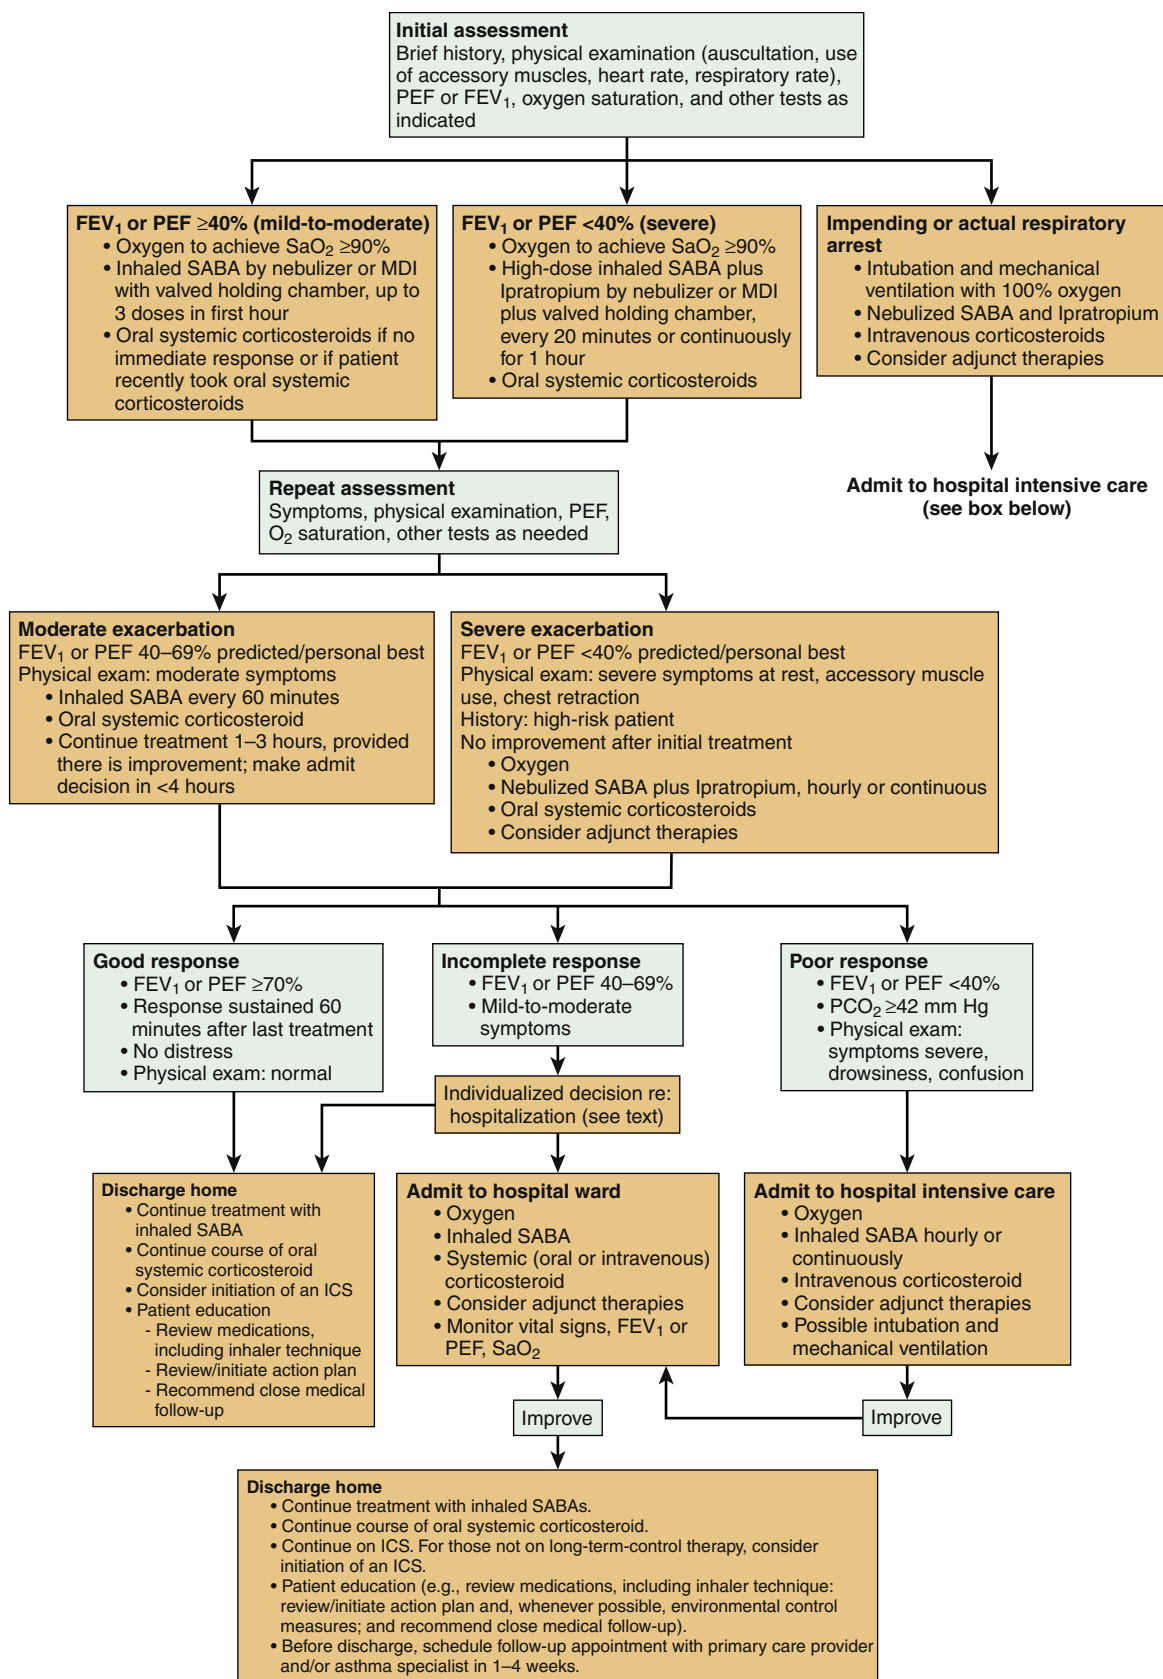 Initial assessment
Brief history, physical examination (auscultation, use
of accessory muscles, heart rate, respiratory rate),
PEF or FEV1, oxygen saturation, and other tests as
indicated
FEV1 or PEF ≥40% (mild-to-moderate)
• Oxygen to achieve SaO2 ≥90%
• Inhaled SABA by nebulizer or MDI
with valved holding chamber, up to
3 doses in first hour
• Oral systemic corticosteroids if no
immediate response or if patient
recently took oral systemic
corticosteroids
FEV1 or PEF <40% (severe)
• Oxygen to achieve SaO2 ≥90%
• High-dose inhaled SABA plus
Ipratropium by nebulizer or MDI
plus valved holding chamber,
every 20 minutes or continuously
for 1 hour
• Oral systemic corticosteroids
Impending or actual respiratory
arrest
• Intubation and mechanical
ventilation with 100% oxygen
• Nebulized SABA and Ipratropium
• Intravenous corticosteroids
• Consider adjunct therapies
Repeat assessment
Symptoms, physical examination, PEF,
O2 saturation, other tests as needed
Admit to hospital intensive care
(see box below)
Moderate exacerbation
FEV1 or PEF 40–69% predicted/personal best
Physical exam: moderate symptoms
• Inhaled SABA every 60 minutes
• Oral systemic corticosteroid
• Continue treatment 1–3 hours, provided
there is improvement; make admit
decision in <4 hours
Severe exacerbation
FEV1 or PEF <40% predicted/personal best
Physical exam: severe symptoms at rest, accessory muscle
use, chest retraction
History: high-risk patient
No improvement after initial treatment
• Oxygen
• Nebulized SABA plus Ipratropium, hourly or continuous
• Oral systemic corticosteroids
• Consider adjunct therapies
Good response
• FEV1 or PEF ≥70%
• Response sustained 60
minutes after last treatment
• No distress
• Physical exam: normal
Incomplete response
• FEV1 or PEF 40–69%
• Mild-to-moderate
symptoms
Poor response
• FEV1 or PEF <40%
• PCO2 ≥42 mm Hg
• Physical exam:
symptoms severe,
drowsiness, confusion
Individualized decision re:
hospitalization (see text)
Discharge home
• Continue treatment with
inhaled SABA
• Continue course of oral
systemic corticosteroid
• Consider initiation of an ICS
• Patient education
- Review medications,
including inhaler technique
- Review/initiate action plan
- Recommend close medical
follow-up
Admit to hospital ward
• Oxygen
• Inhaled SABA
• Systemic (oral or intravenous)
corticosteroid
• Consider adjunct therapies
• Monitor vital signs, FEV1 or
PEF, SaO2
Admit to hospital intensive care
• Oxygen
• Inhaled SABA hourly or
continuously
• Intravenous corticosteroid
• Consider adjunct therapies
• Possible intubation and
mechanical ventilation
Improve
Improve
Discharge home
• Continue treatment with inhaled SABAs.
• Continue course of oral systemic corticosteroid.
• Continue on ICS. For those not on long-term-control therapy, consider
initiation of an ICS.
• Patient education (e.g., review medications, including inhaler technique:
review/initiate action plan and, whenever possible, environmental control
measures; and recommend close medical follow-up).
• Before discharge, schedule follow-up appointment with primary care provider
and/or asthma specialist in 1–4 weeks.